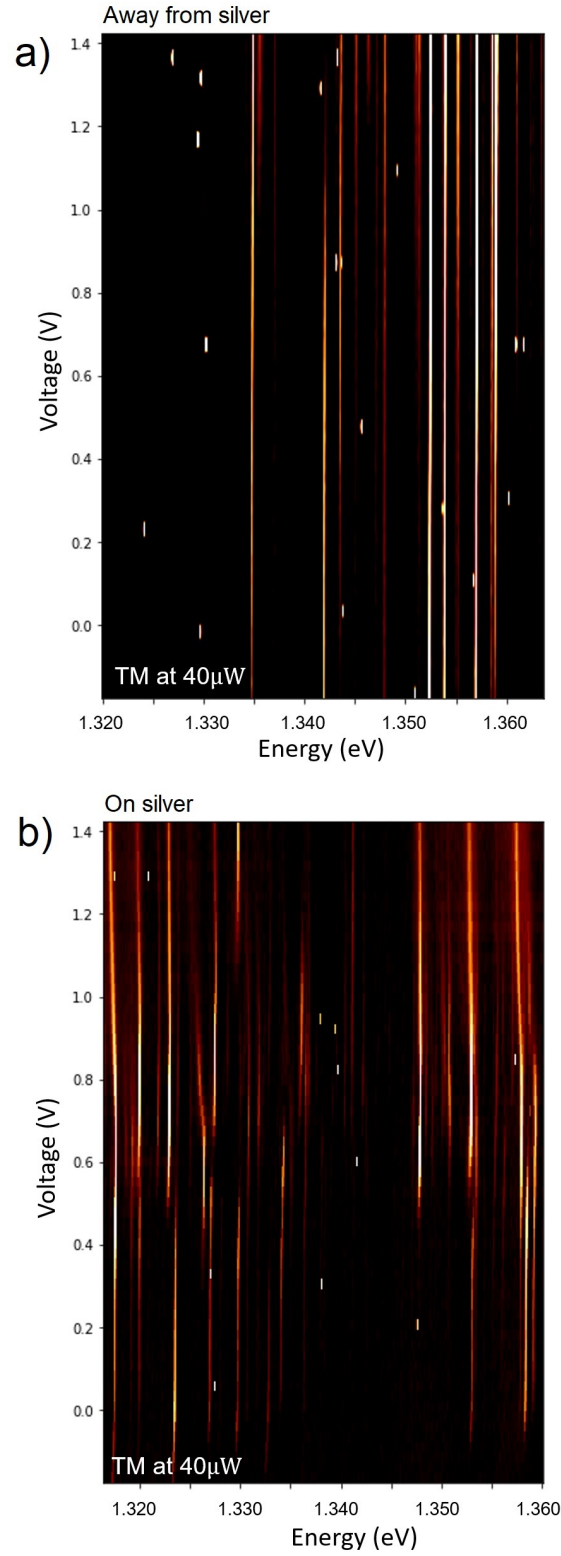 Away from silver
a)
1.4
1.2
1.0
0.8
0.6
0.4
0.2
0.0
Voltage (V)
TM at 40μW
1.320 1.330 1.340 1.350 1.360
Energy (eV)
On silver
b)
1.4
1.2
1.0
0.8
0.6
0.4
0.2
0.0
Voltage (V)
TM at 40μW
1.320 1.330 1.340 1.350 1.360
Energy (eV)